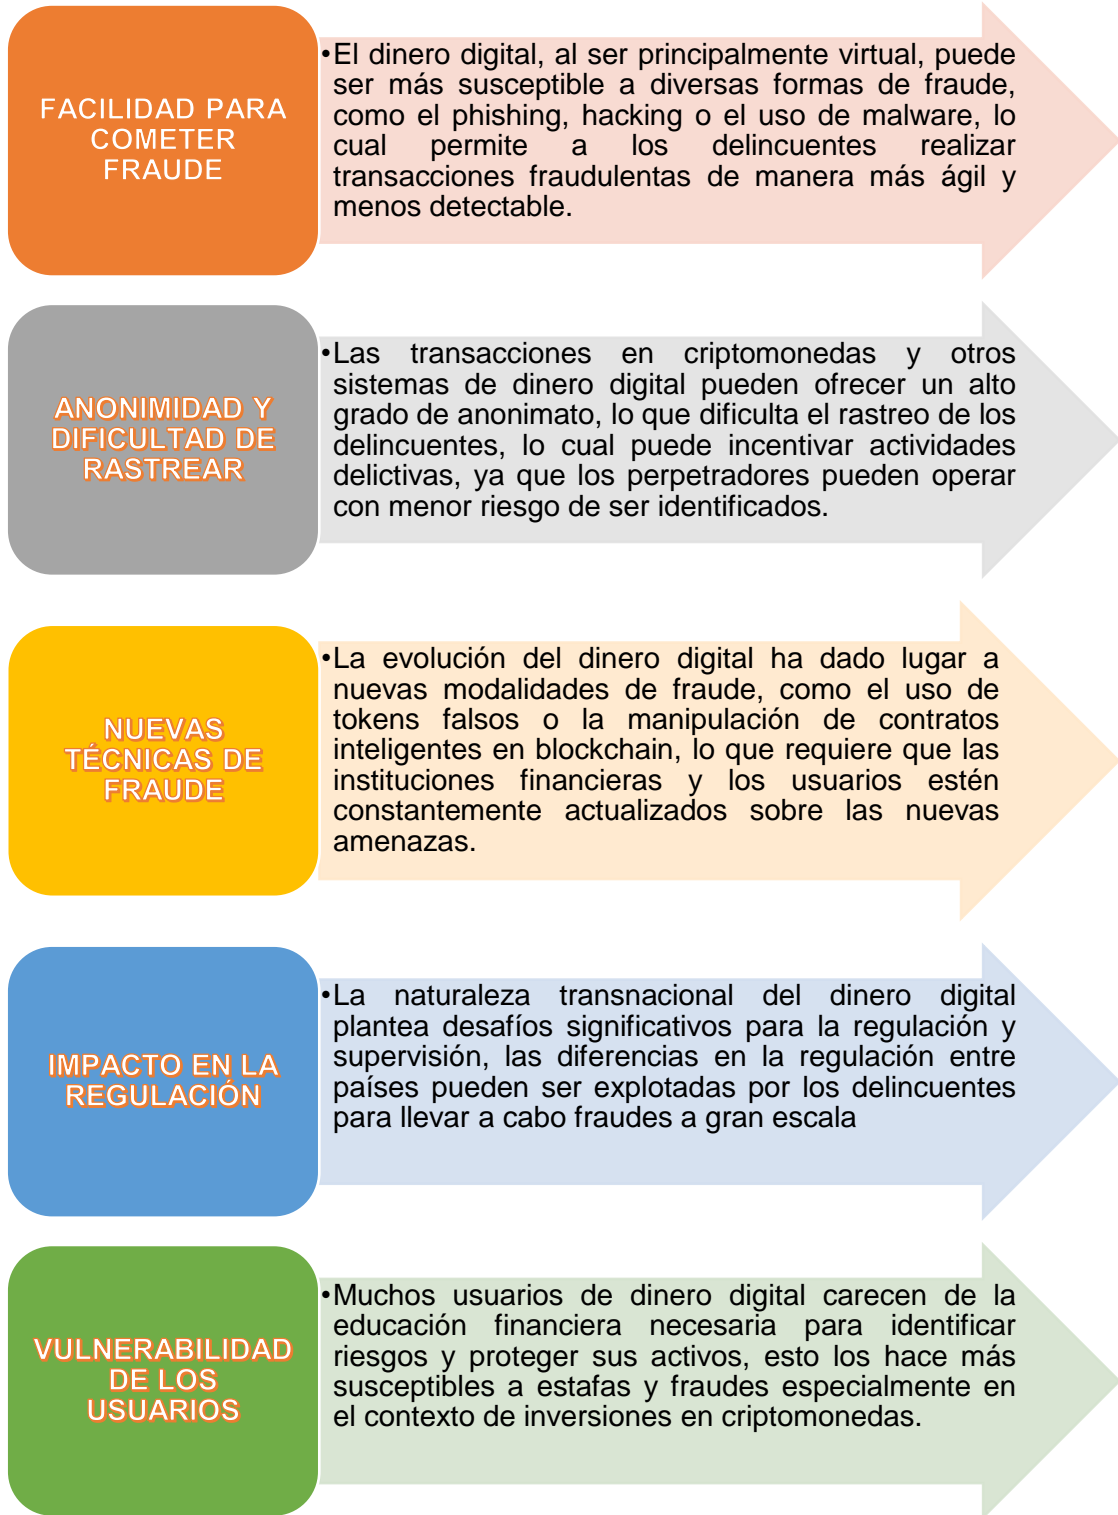 FACILIDAD PARA
COMETER
FRAUDE
•El dinero digital, al ser principalmente virtual, puede
ser más susceptible a diversas formas de fraude,
como el phishing, hacking o el uso de malware, lo
cual permite a los delincuentes realizar
transacciones fraudulentas de manera más ágil y
menos detectable.
ANONIMIDAD Y
DIFICULTAD DE
RASTREAR
•Las transacciones en criptomonedas y otros
sistemas de dinero digital pueden ofrecer un alto
grado de anonimato, lo que dificulta el rastreo de los
delincuentes, lo cual puede incentivar actividades
delictivas, ya que los perpetradores pueden operar
con menor riesgo de ser identificados.
NUEVAS
TÉCNICAS DE
FRAUDE
•La evolución del dinero digital ha dado lugar a
nuevas modalidades de fraude, como el uso de
tokens falsos o la manipulación de contratos
inteligentes en blockchain, lo que requiere que las
instituciones financieras y los usuarios estén
constantemente actualizados sobre las nuevas
amenazas.
IMPACTO EN LA
REGULACIÓN
•La naturaleza transnacional del dinero digital
plantea desafíos significativos para la regulación y
supervisión, las diferencias en la regulación entre
países pueden ser explotadas por los delincuentes
para llevar a cabo fraudes a gran escala
VULNERABILIDAD
DE LOS
USUARIOS
•Muchos usuarios de dinero digital carecen de la
educación financiera necesaria para identificar
riesgos y proteger sus activos, esto los hace más
susceptibles a estafas y fraudes especialmente en
el contexto de inversiones en criptomonedas.